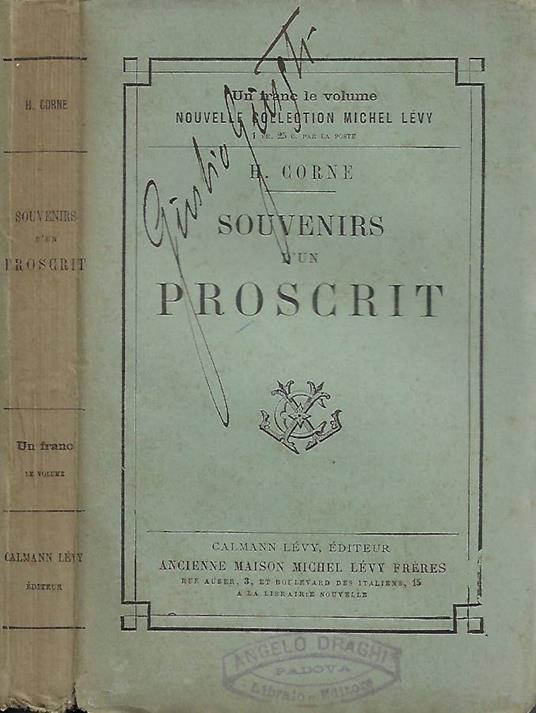 H. CORNE
SOUVENIRS
D'UN
PROSCRIT
Un franc
LE VOLUME
CALMANN LÉVY
ÉDITEUR
Un franc le volume
NOUVELLE COLLECTION MICHEL LÉVY
1 FR. 25 C. PAR LA POSTE
H. CORNE
SOUVENIRS
D'UN
PROSCRIT
CALMANN LÉVY, ÉDITEUR
ANCIENNE MAISON MICHEL LÉVY FRÈRES
RUE AUBER, 3, ET BOULEVARD DES ITALIENS, 15
A LA LIBRAIRIE NOUVELLE
ANGELO DRAGHI
PADOVA
Libraio - Editore